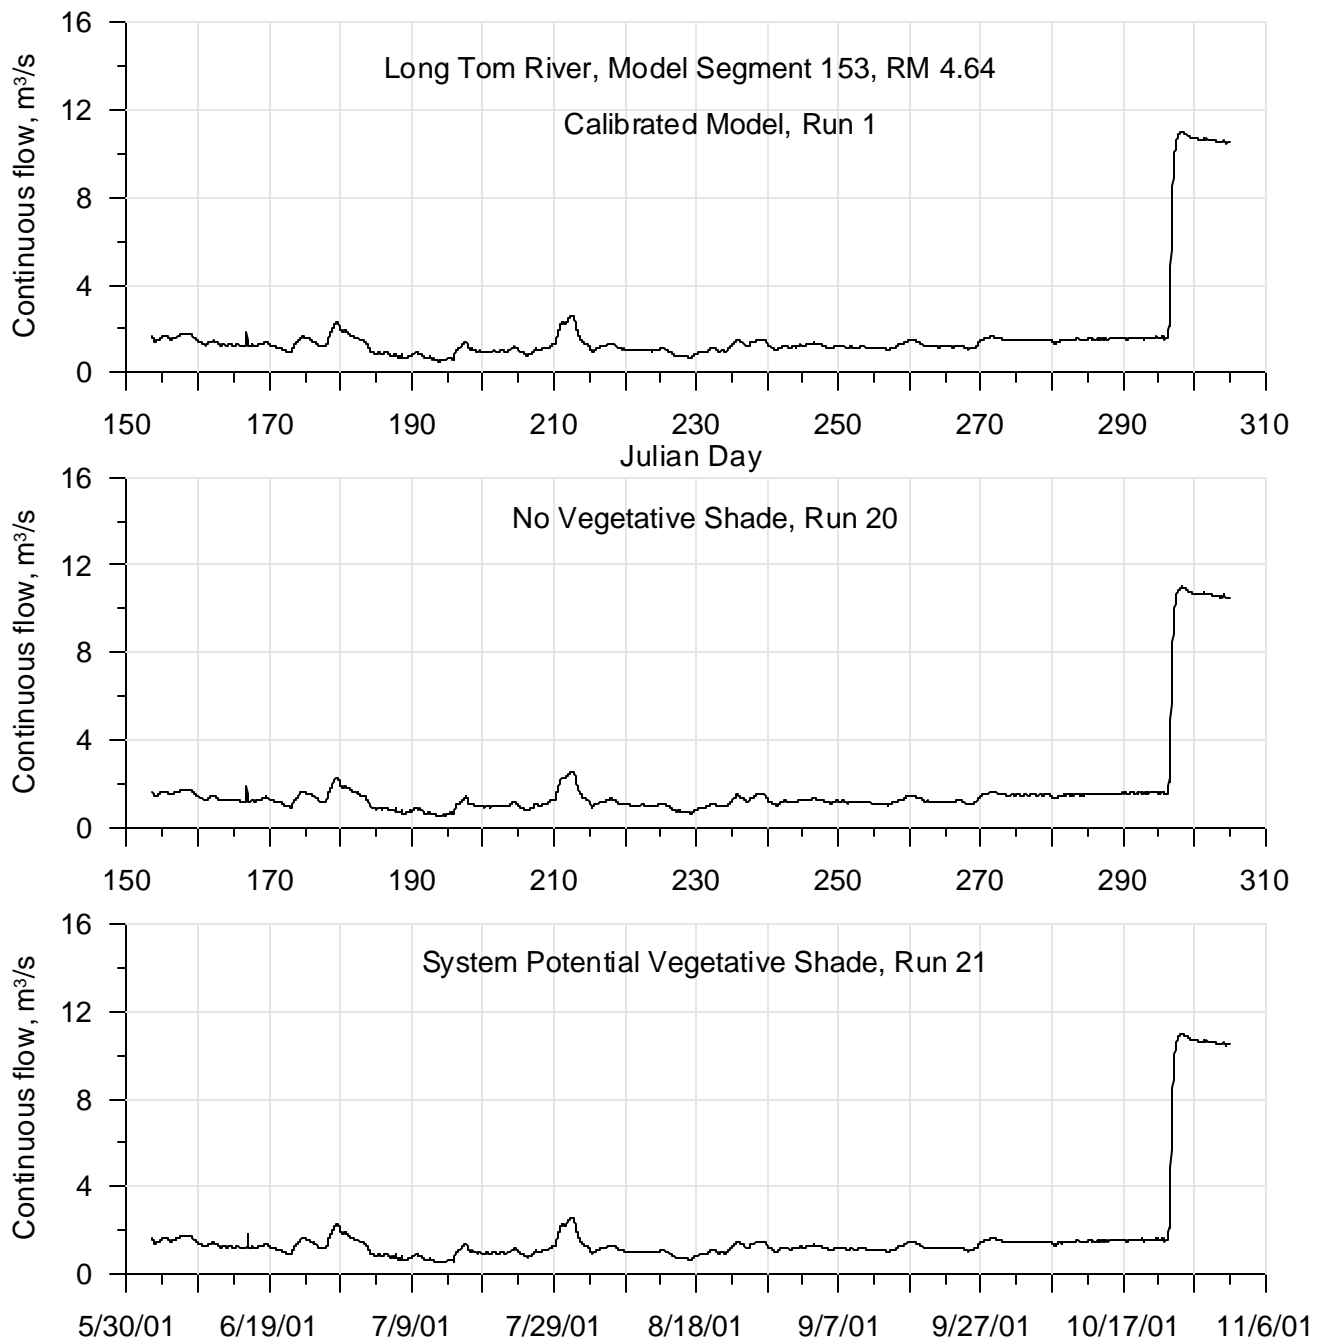 Continuous flow, m³/s
16
12
8
4
0
Long Tom River, Model Segment 153, RM 4.64
Calibrated Model, Run 1
150 170 190 210 230 250 270 290 310
Julian Day
Continuous flow, m³/s
16
12
8
4
0
No Vegetative Shade, Run 20
150 170 190 210 230 250 270 290 310
Continuous flow, m³/s
16
12
8
4
0
System Potential Vegetative Shade, Run 21
5/30/01 6/19/01 7/9/01 7/29/01 8/18/01 9/7/01 9/27/01 10/17/01 11/6/01